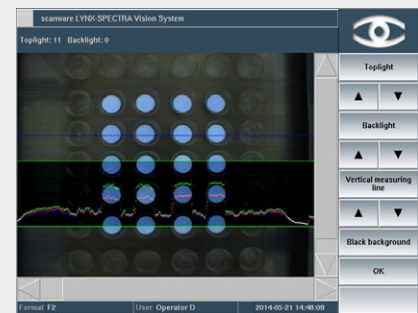 scanware LYNX-SPECTRA Vision System
Toplight: 11 Backlight: 0
Toplight
Backlight
Vertical measuring
line
Black background
OK
Format F2 User Operator D 2014-05-21 14:48:09